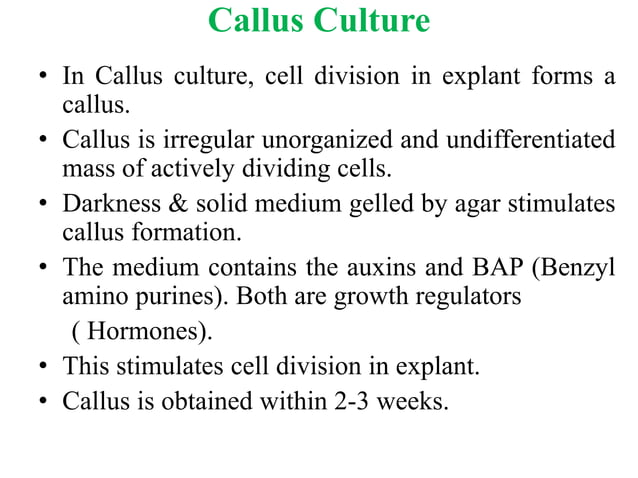 Callus Culture
• In Callus culture, cell division in explant forms a
callus.
• Callus is irregular unorganized and undifferentiated
mass of actively dividing cells.
• Darkness & solid medium gelled by agar stimulates
callus formation.
• The medium contains the auxins and BAP (Benzyl
amino purines). Both are growth regulators
( Hormones).
• This stimulates cell division in explant.
• Callus is obtained within 2-3 weeks.